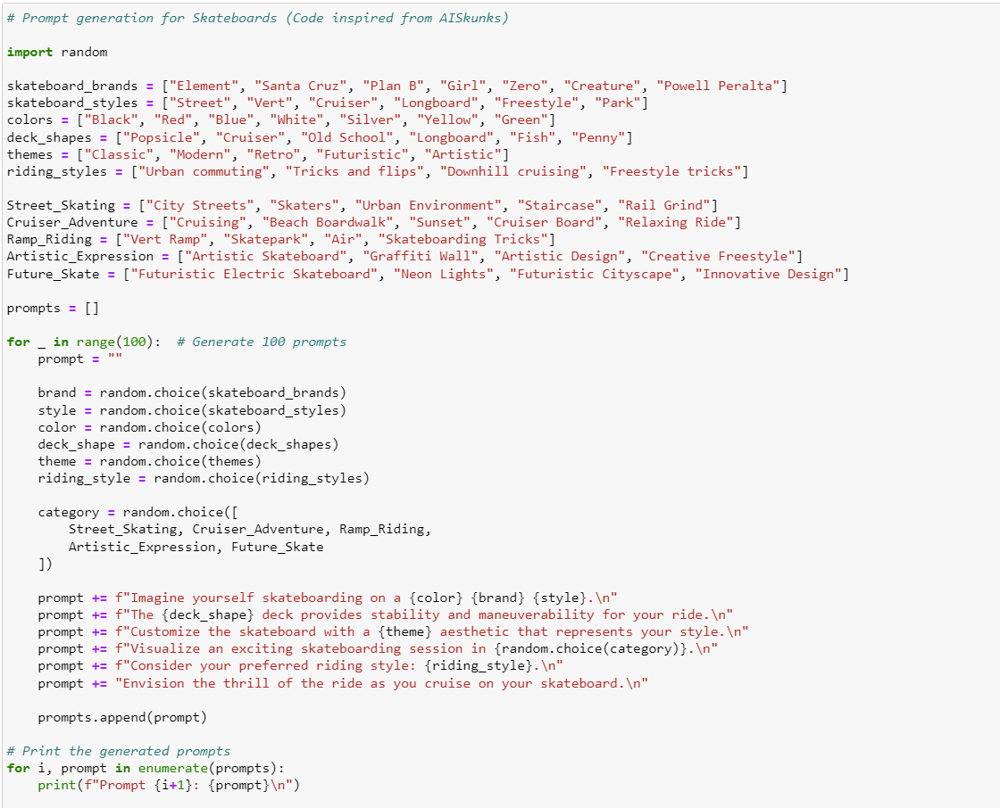 # Prompt generation for Skateboards (Code inspired from AISkunks)

import random

skateboard_brands = ["Element", "Santa Cruz", "Plan B", "Girl", "Zero", "Creature", "Powell Peralta"]
skateboard_styles = ["Street", "Vert", "Cruiser", "Longboard", "Freestyle", "Park"]
colors = ["Black", "Red", "Blue", "White", "Silver", "Yellow", "Green"]
deck_shapes = ["Popsicle", "Cruiser", "Old School", "Longboard", "Fish", "Penny"]
themes = ["Classic", "Modern", "Retro", "Futuristic", "Artistic"]
riding_styles = ["Urban commuting", "Tricks and flips", "Downhill cruising", "Freestyle tricks"]

Street_Skating = ["City Streets", "Skaters", "Urban Environment", "Staircase", "Rail Grind"]
Cruiser_Adventure = ["Cruising", "Beach Boardwalk", "Sunset", "Cruiser Board", "Relaxing Ride"]
Ramp_Riding = ["Vert Ramp", "Skatepark", "Air", "Skateboarding Tricks"]
Artistic_Expression = ["Artistic Skateboard", "Graffiti Wall", "Artistic Design", "Creative Freestyle"]
Future_Skate = ["Futuristic Electric Skateboard", "Neon Lights", "Futuristic Cityscape", "Innovative Design"]

prompts = []

for _ in range(100):  # Generate 100 prompts
    prompt = ""

    brand = random.choice(skateboard_brands)
    style = random.choice(skateboard_styles)
    color = random.choice(colors)
    deck_shape = random.choice(deck_shapes)
    theme = random.choice(themes)
    riding_style = random.choice(riding_styles)

    category = random.choice([
        Street_Skating, Cruiser_Adventure, Ramp_Riding,
        Artistic_Expression, Future_Skate
    ])

    prompt += f"Imagine yourself skateboarding on a {color} {brand} {style}.\n"
    prompt += f"The {deck_shape} deck provides stability and maneuverability for your ride.\n"
    prompt += f"Customize the skateboard with a {theme} aesthetic that represents your style.\n"
    prompt += f"Visualize an exciting skateboarding session in {random.choice(category)}.\n"
    prompt += f"Consider your preferred riding style: {riding_style}.\n"
    prompt += "Envision the thrill of the ride as you cruise on your skateboard.\n"

    prompts.append(prompt)

# Print the generated prompts
for i, prompt in enumerate(prompts):
    print(f"Prompt {i+1}: {prompt}\n")